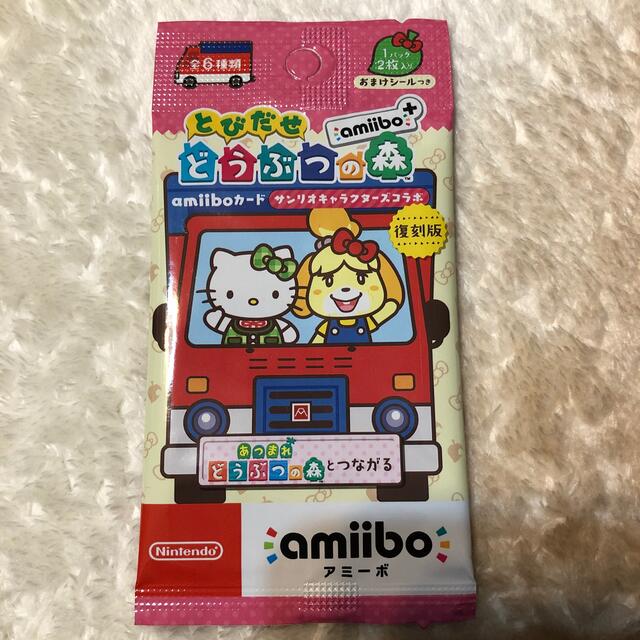 全6種類
1パック
2枚入り
おまけシールつき
とびだせ
どうぶつの森
amiibo+
amiiboカード
サンリオキャラクターズコラボ
復刻版
あつまれ
どうぶつの森
とつながる
Nintendo
amiibo
アミーボ